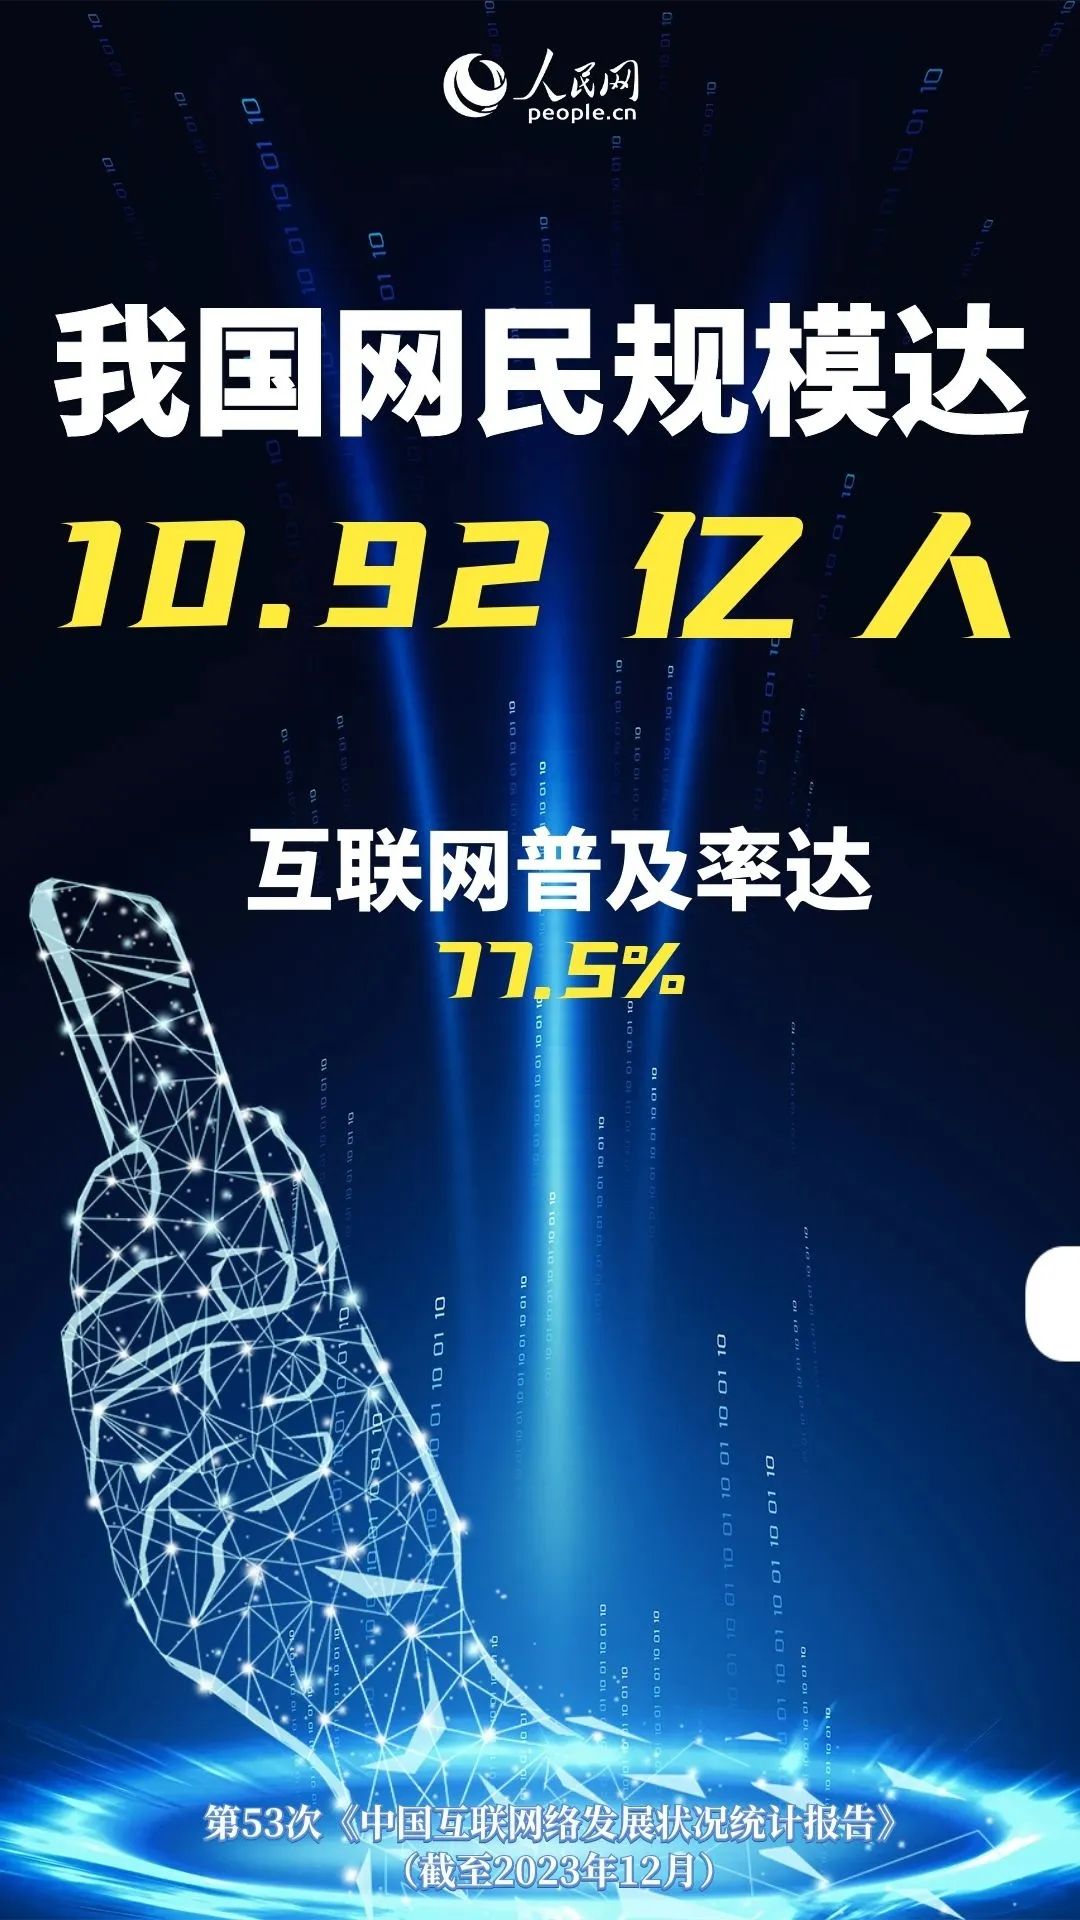 人民网
people.cn
我国网民规模达
10.92 亿人
互联网普及率达
77.5%
第53次《中国互联网络发展状况统计报告》
（截至2023年12月）